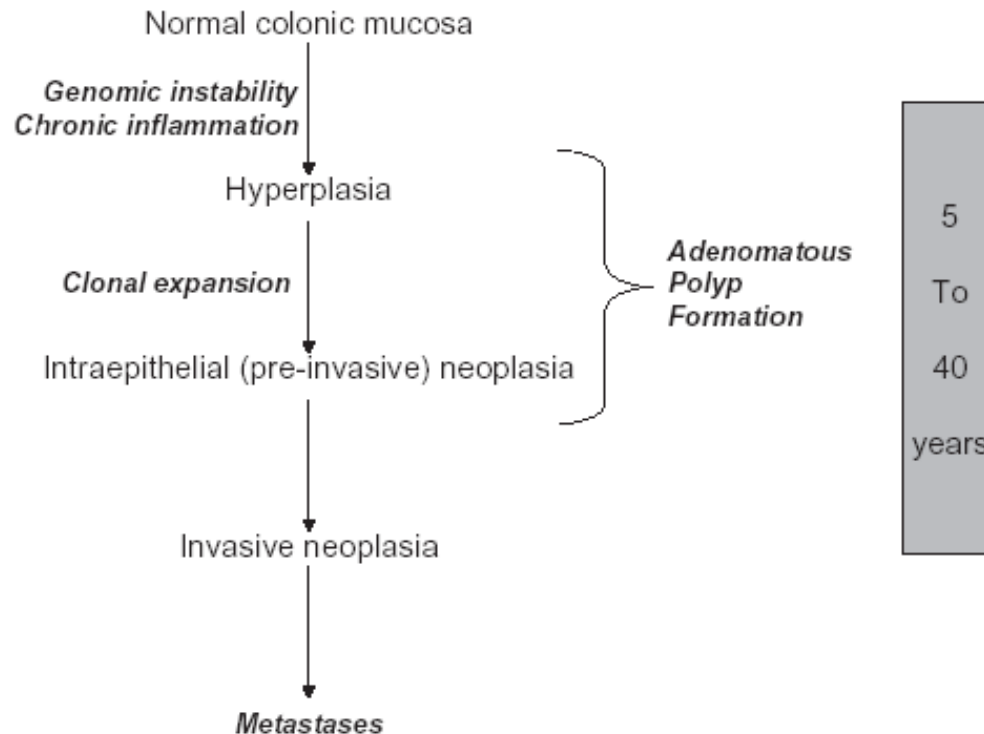 Normal colonic mucosa
Genomic instability
Chronic inflammation
Hyperplasia
Clonal expansion
Intraepithelial (pre-invasive) neoplasia
Adenomatous
Polyp
Formation
Invasive neoplasia
Metastases
5
To
40
years